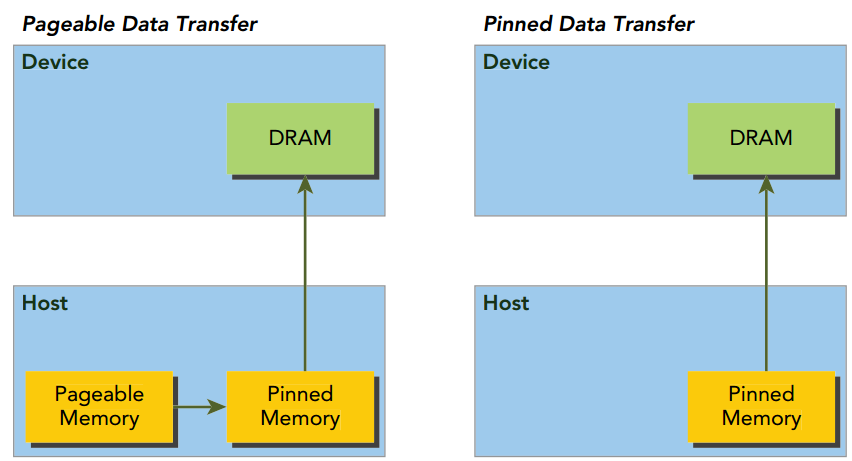 Pageable Data Transfer
Device
DRAM
Host
Pageable
Memory
Pinned
Memory
Pinned Data Transfer
Device
DRAM
Host
Pinned
Memory